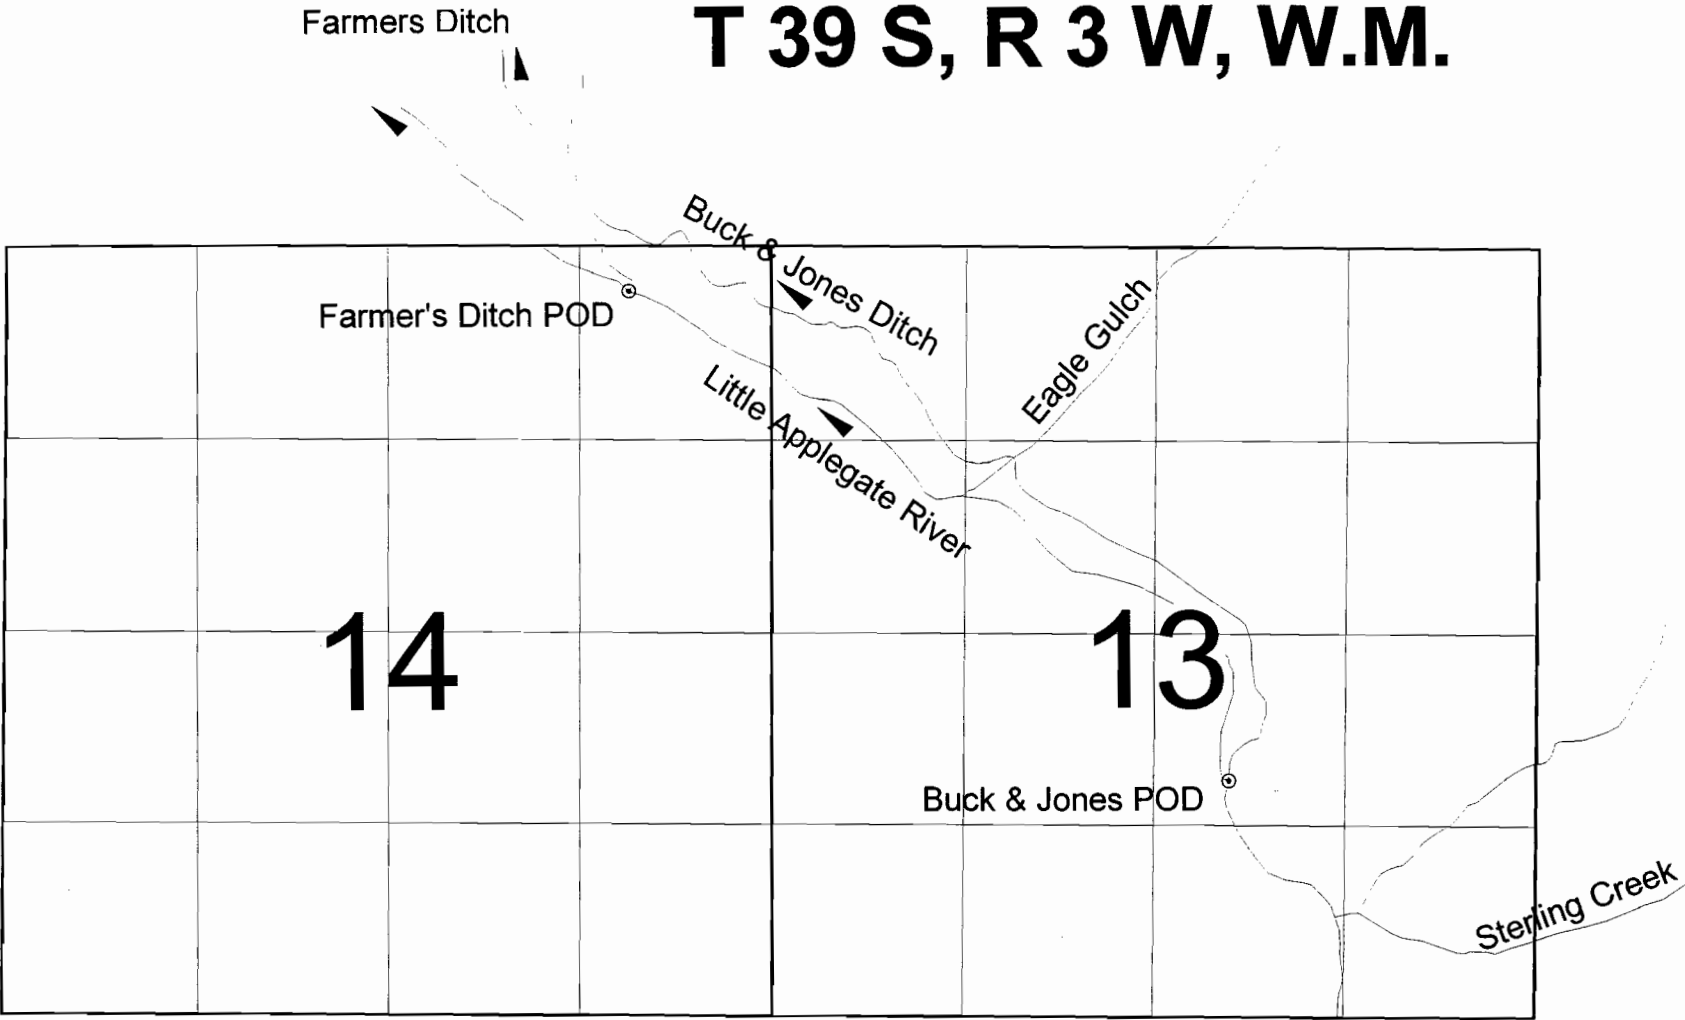 Farmers Ditch
T 39 S, R 3 W, W.M.
Buck & Jones Ditch
Farmer's Ditch POD
Eagle Gulch
Little Applegate River
14
13
Buck & Jones POD
Sterling Creek